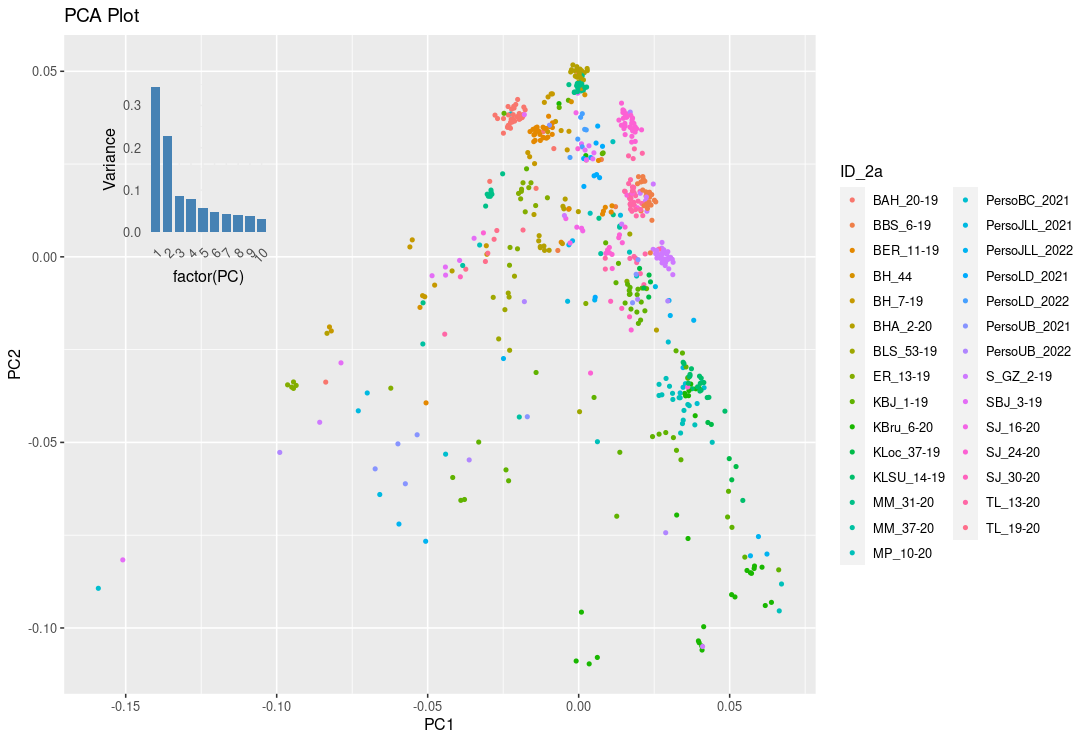 PCA Plot
PC2
0.05
0.00
-0.05
-0.10
-0.15
-0.10
-0.05
0.00
0.05
PC1
Variance
0.3
0.2
0.1
0.0
1
2
3
4
5
6
7
8
9
10
factor(PC)
ID_2a
BAH_20-19
BBS_6-19
BER_11-19
BH_44
BH_7-19
BHA_2-20
BLS_53-19
ER_13-19
KBJ_1-19
KBru_6-20
KLoc_37-19
KLSU_14-19
MM_31-20
MM_37-20
MP_10-20
PersoBC_2021
PersoJLL_2021
PersoJLL_2022
PersoLD_2021
PersoLD_2022
PersoUB_2021
PersoUB_2022
S_GZ_2-19
SBJ_3-19
SJ_16-20
SJ_24-20
SJ_30-20
TL_13-20
TL_19-20